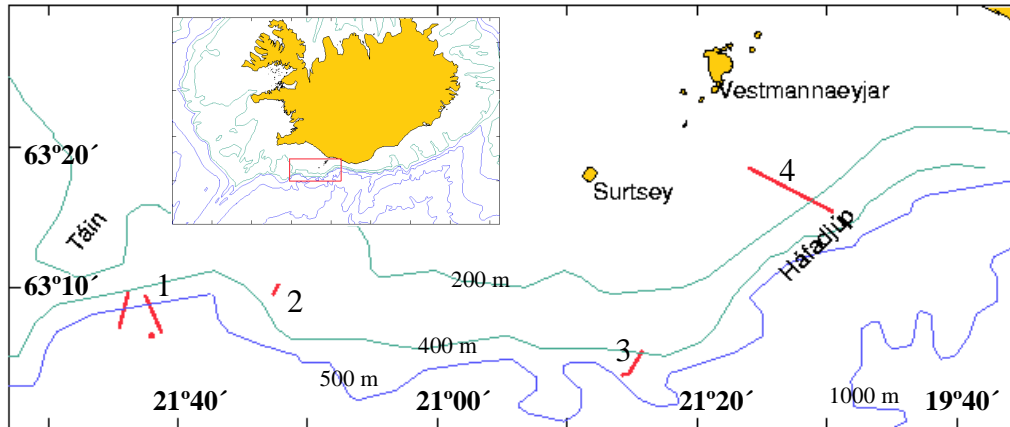 Vestmannaeyjar
63º20´
4
Surtsey
Táin
Háfadjúp
63º10´
1
2
200 m
3
400 m
500 m
1000 m
21º40´
21º00´
21º20´
19º40´